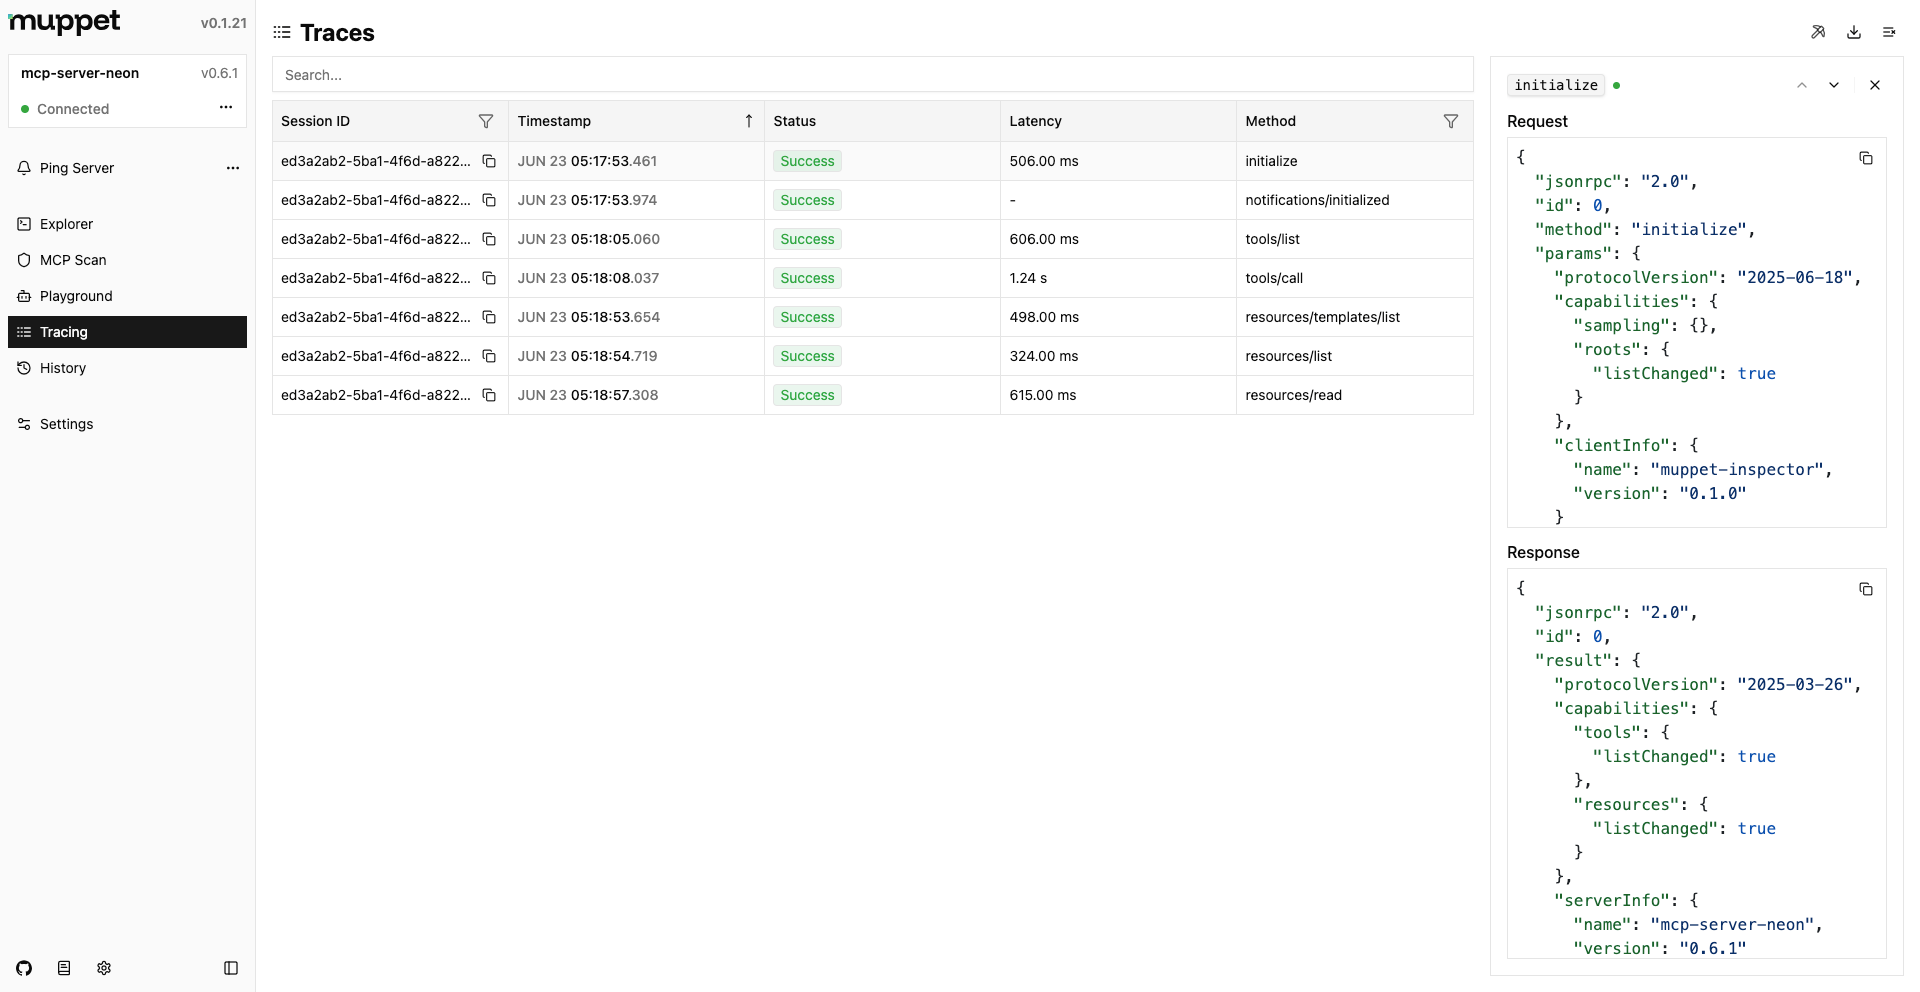 muppet v0.1.21
mcp-server-neon v0.6.1
Connected
Ping Server
Explorer
MCP Scan
Playground
Tracing
History
Settings
Traces
Search...
Session ID Timestamp Status Latency Method
ed3a2ab2-5ba1-4f6d-a822... JUN 23 05:17:53.461 Success 506.00 ms initialize
ed3a2ab2-5ba1-4f6d-a822... JUN 23 05:17:53.974 Success - notifications/initialized
ed3a2ab2-5ba1-4f6d-a822... JUN 23 05:18:05.060 Success 606.00 ms tools/list
ed3a2ab2-5ba1-4f6d-a822... JUN 23 05:18:08.037 Success 1.24 s tools/call
ed3a2ab2-5ba1-4f6d-a822... JUN 23 05:18:53.654 Success 498.00 ms resources/templates/list
ed3a2ab2-5ba1-4f6d-a822... JUN 23 05:18:54.719 Success 324.00 ms resources/list
ed3a2ab2-5ba1-4f6d-a822... JUN 23 05:18:57.308 Success 615.00 ms resources/read
initialize
Request
{
  "jsonrpc": "2.0",
  "id": 0,
  "method": "initialize",
  "params": {
    "protocolVersion": "2025-06-18",
    "capabilities": {
      "sampling": {},
      "roots": {
        "listChanged": true
      }
    },
    "clientInfo": {
      "name": "muppet-inspector",
      "version": "0.1.0"
    }
Response
{
  "jsonrpc": "2.0",
  "id": 0,
  "result": {
    "protocolVersion": "2025-03-26",
    "capabilities": {
      "tools": {
        "listChanged": true
      },
      "resources": {
        "listChanged": true
      }
    },
    "serverInfo": {
      "name": "mcp-server-neon",
      "version": "0.6.1"